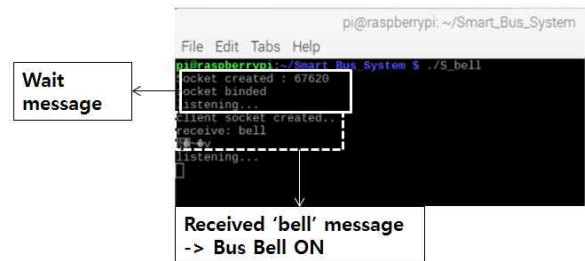 pi@raspberrypi: ~/Smart_Bus_System
File Edit Tabs Help
pi@raspberrypi:~/Smart_Bus_System $ ./S_bell
Socket created : 67620
socket binded
listening...
client socket created..
receive: bell
listening...
Wait
message
Received ‘bell’ message
-> Bus Bell ON